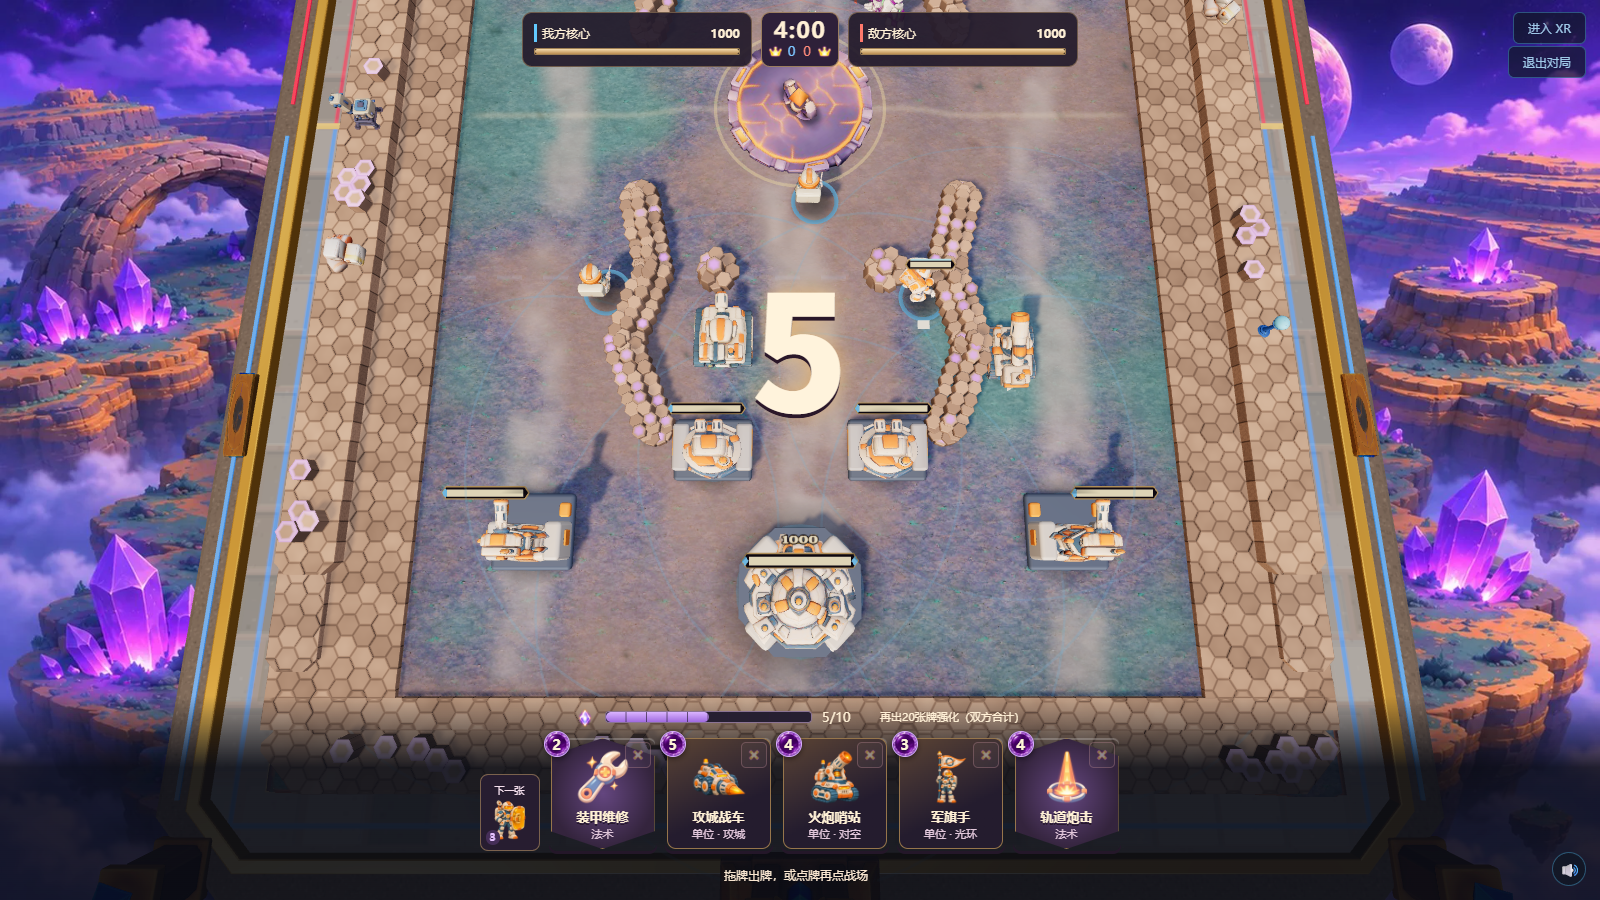 我方核心 1000
4:00
0 0
敌方核心 1000
进入 XR
退出对局
5
1000
5/10 再出20张牌强化（双方合计）
下一张
3
2
装甲维修
法术
5
攻城战车
单位 · 攻城
4
火炮哨站
单位 · 对空
3
军旗手
单位 · 光环
4
轨道炮击
法术
拖牌出牌，或点牌再点战场